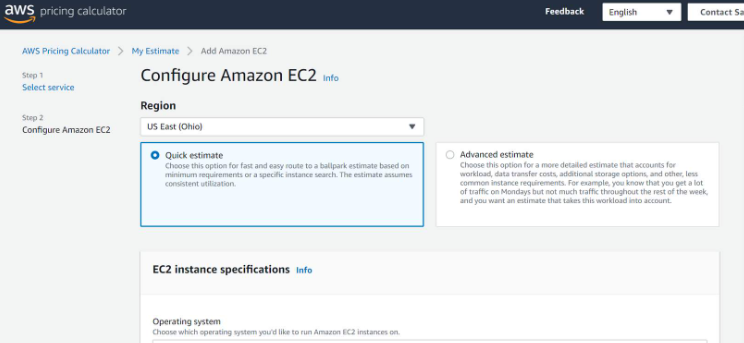 aws pricing calculator
Feedback
English
Contact Sa
AWS Pricing Calculator > My Estimate > Add Amazon EC2
Step 1
Select service
Step 2
Configure Amazon EC2
Configure Amazon EC2 Info
Region
US East (Ohio)
Quick estimate
Choose this option for fast and easy route to a ballpark estimate based on
minimum requirements or a specific instance search. The estimate assumes
consistent utilization.
Advanced estimate
Choose this option for a more detailed estimate that accounts for
workload, data transfer costs, additional storage options, and other, less
common instance requirements. For example, you know that you get a lot
of traffic on Mondays but not much traffic throughout the rest of the week,
and you want an estimate that takes this workload into account.
EC2 instance specifications Info
Operating system
Choose which operating system you'd like to run Amazon EC2 instances on.